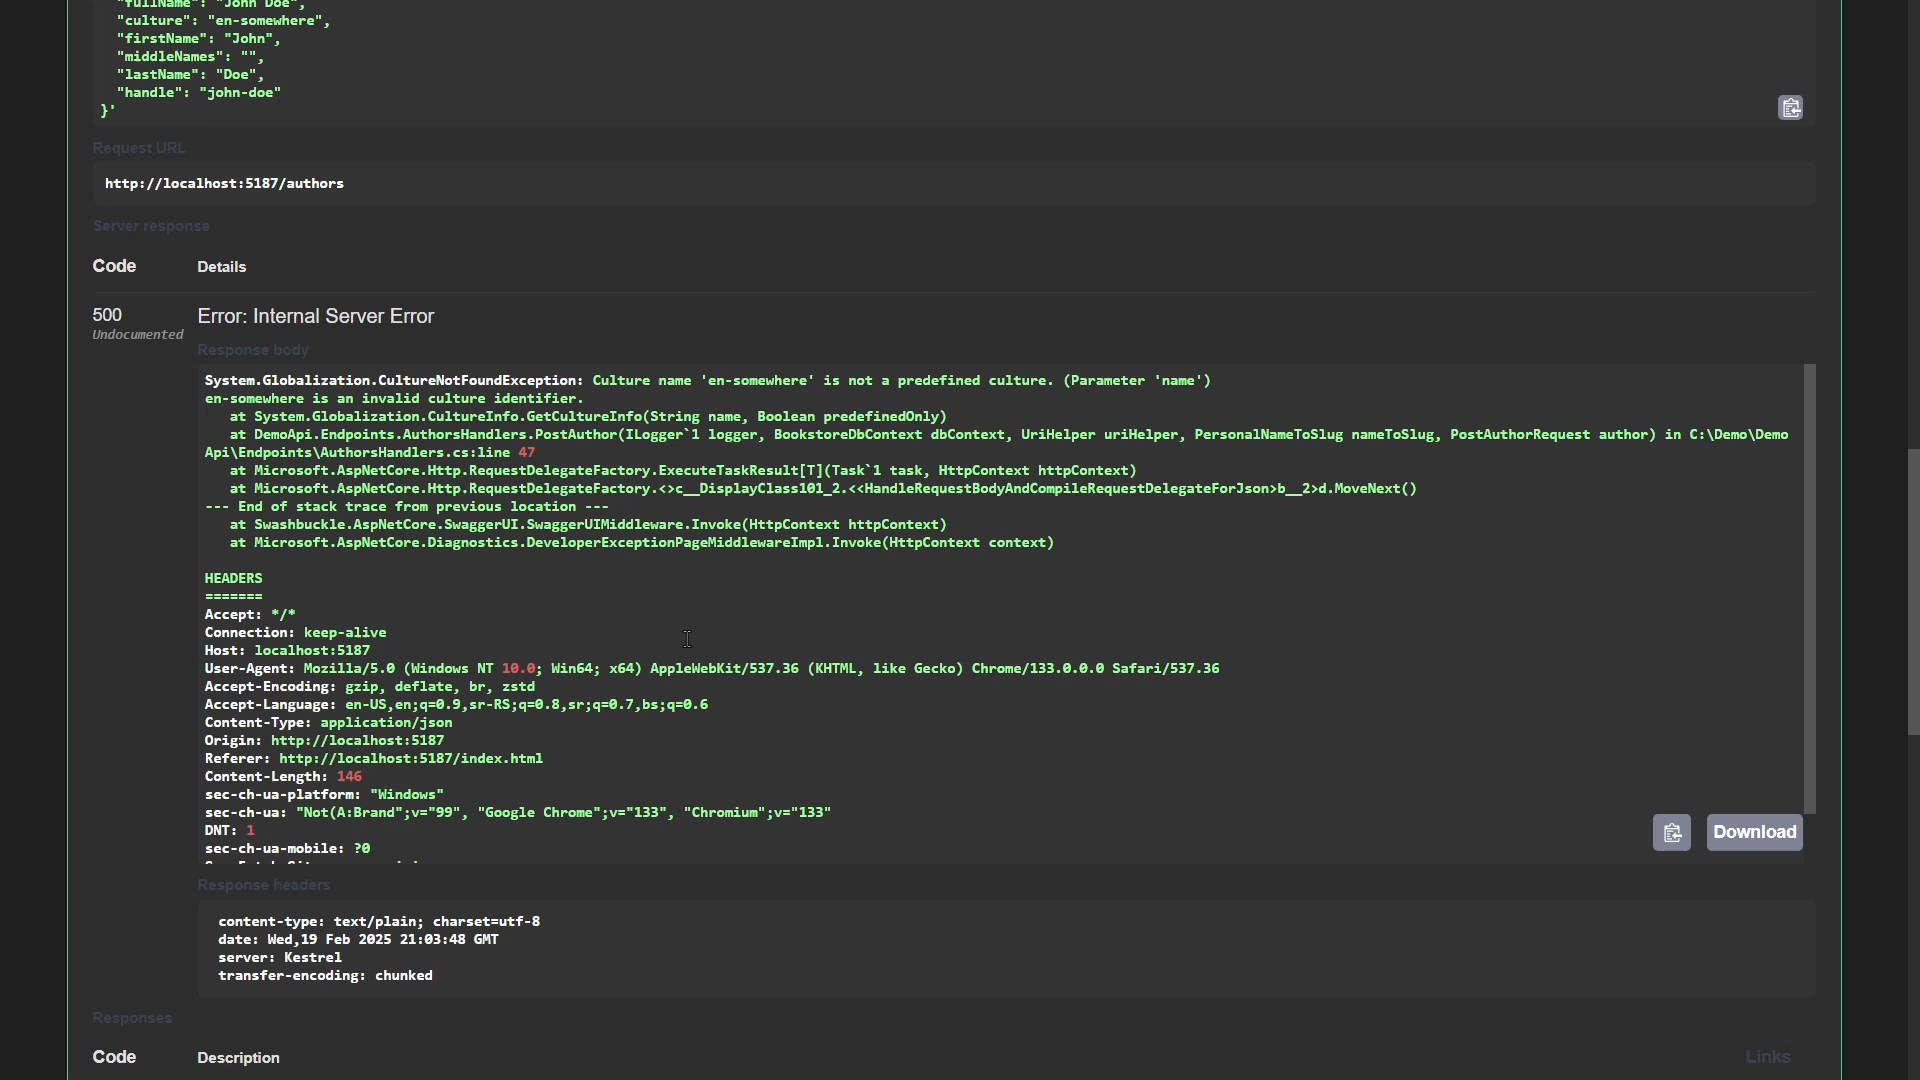 "fullName": "John Doe",
"culture": "en-somewhere",
"firstName": "John",
"middleNames": "",
"lastName": "Doe",
"handle": "john-doe"
}'
Request URL
http://localhost:5187/authors
Server response
Code Details
500 Error: Internal Server Error
Undocumented
Response body
System.Globalization.CultureNotFoundException: Culture name 'en-somewhere' is not a predefined culture. (Parameter 'name')
en-somewhere is an invalid culture identifier.
at System.Globalization.CultureInfo.GetCultureInfo(String name, Boolean predefinedOnly)
at DemoApi.Endpoints.AuthorsHandlers.PostAuthor(ILogger`1 logger, BookstoreDbContext dbContext, UriHelper uriHelper, PersonalNameToSlug nameToSlug, PostAuthorRequest author) in C:\Demo\Demo
Api\Endpoints\AuthorsHandlers.cs:line 47
at Microsoft.AspNetCore.Http.RequestDelegateFactory.ExecuteTaskResult[T](Task`1 task, HttpContext httpContext)
at Microsoft.AspNetCore.Http.RequestDelegateFactory.<>c__DisplayClass101_2.<<HandleRequestBodyAndCompileRequestDelegateForJson>b__2>d.MoveNext()
--- End of stack trace from previous location ---
at Swashbuckle.AspNetCore.SwaggerUI.SwaggerUIMiddleware.Invoke(HttpContext httpContext)
at Microsoft.AspNetCore.Diagnostics.DeveloperExceptionPageMiddlewareImpl.Invoke(HttpContext context)
HEADERS
=======
Accept: */*
Connection: keep-alive
Host: localhost:5187
User-Agent: Mozilla/5.0 (Windows NT 10.0; Win64; x64) AppleWebKit/537.36 (KHTML, like Gecko) Chrome/133.0.0.0 Safari/537.36
Accept-Encoding: gzip, deflate, br, zstd
Accept-Language: en-US,en;q=0.9,sr-RS;q=0.8,sr;q=0.7,bs;q=0.6
Content-Type: application/json
Origin: http://localhost:5187
Referer: http://localhost:5187/index.html
Content-Length: 146
sec-ch-ua-platform: "Windows"
sec-ch-ua: "Not(A:Brand";v="99", "Google Chrome";v="133", "Chromium";v="133"
DNT: 1
sec-ch-ua-mobile: ?0
Download
Response headers
content-type: text/plain; charset=utf-8
date: Wed,19 Feb 2025 21:03:48 GMT
server: Kestrel
transfer-encoding: chunked
Responses
Code Description Links